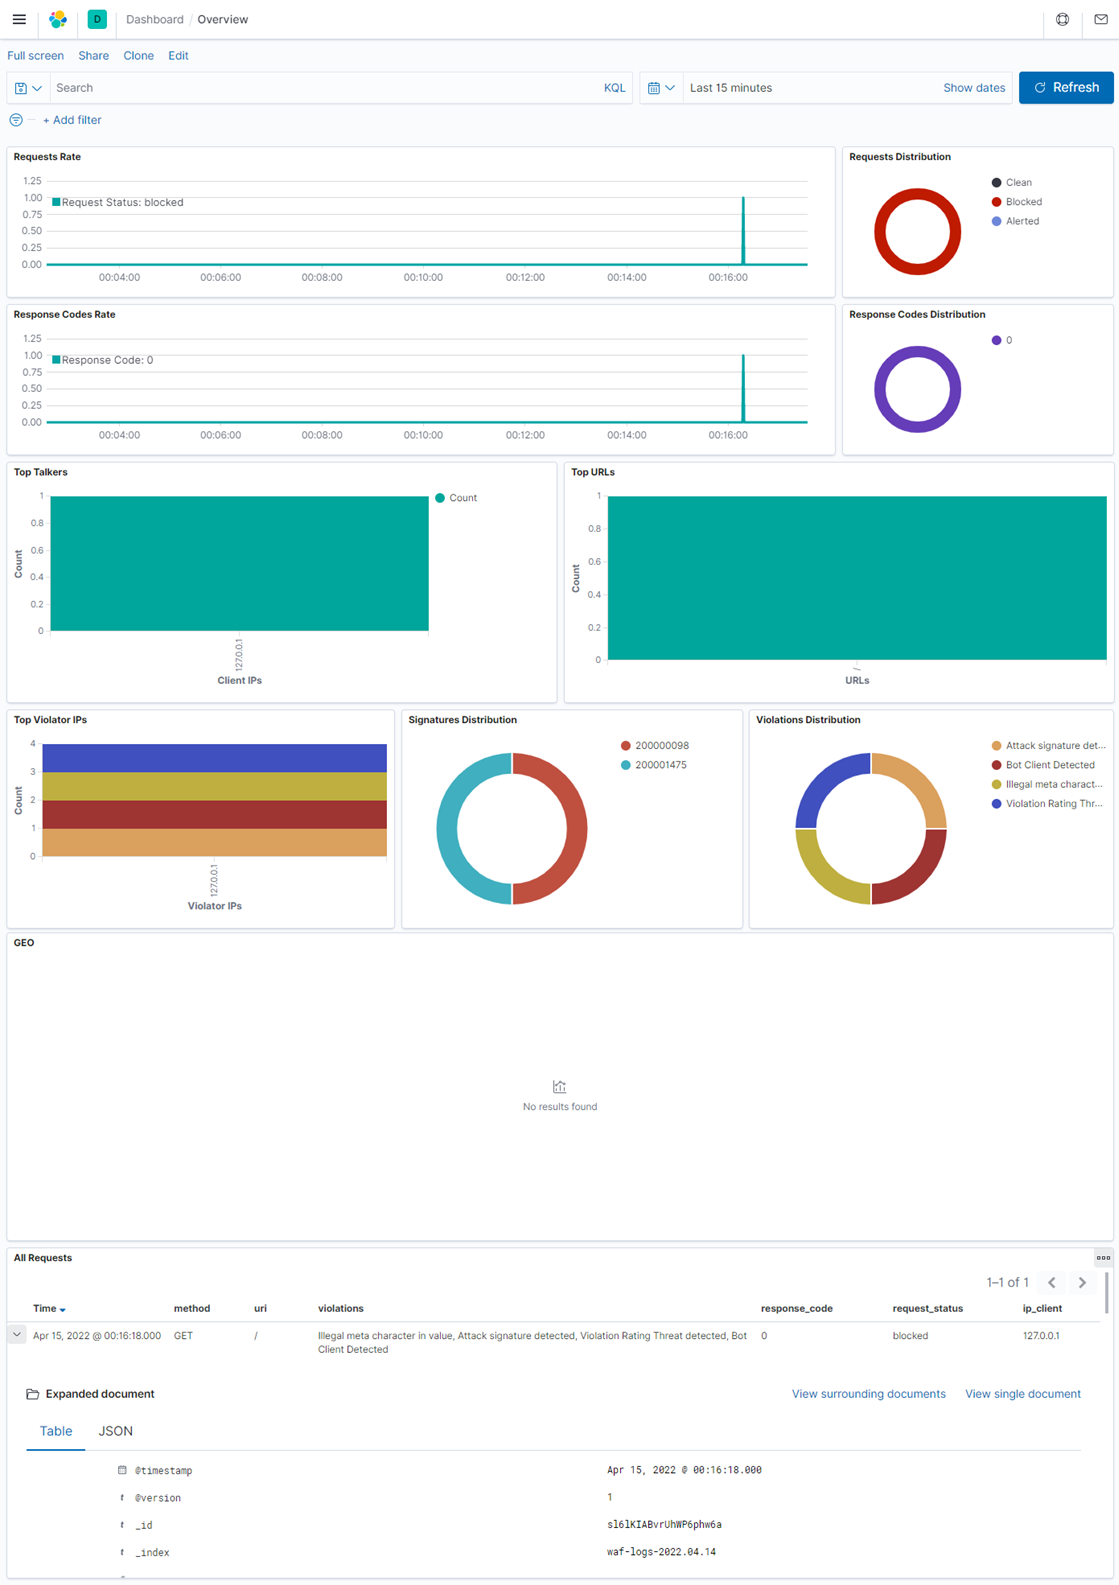 D Dashboard / Overview
Full screen Share Clone Edit
Search KQL Last 15 minutes Show dates Refresh
+ Add filter
Requests Rate
1.25
1.00
0.75
0.50
0.25
0.00
Request Status: blocked
00:04:00 00:06:00 00:08:00 00:10:00 00:12:00 00:14:00 00:16:00
Requests Distribution
Clean
Blocked
Alerted
Response Codes Rate
1.25
1.00
0.75
0.50
0.25
0.00
Response Code: 0
00:04:00 00:06:00 00:08:00 00:10:00 00:12:00 00:14:00 00:16:00
Response Codes Distribution
0
Top Talkers
1
0.8
0.6
0.4
0.2
0
Count
Count
127.0.0.1
Client IPs
Top URLs
1
0.8
0.6
0.4
0.2
0
Count
/
URLs
Top Violator IPs
4
3
2
1
0
Count
127.0.0.1
Violator IPs
Signatures Distribution
200000098
200001475
Violations Distribution
Attack signature det...
Bot Client Detected
Illegal meta charact...
Violation Rating Thr...
GEO
No results found
All Requests
1–1 of 1
Time method uri violations response_code request_status ip_client
Apr 15, 2022 @ 00:16:18.000 GET / Illegal meta character in value, Attack signature detected, Violation Rating Threat detected, Bot 0 blocked 127.0.0.1
Client Detected
Expanded document View surrounding documents View single document
Table JSON
@timestamp Apr 15, 2022 @ 00:16:18.000
t @version 1
t _id sl6lKIABvrUhWP6phw6a
t _index waf-logs-2022.04.14